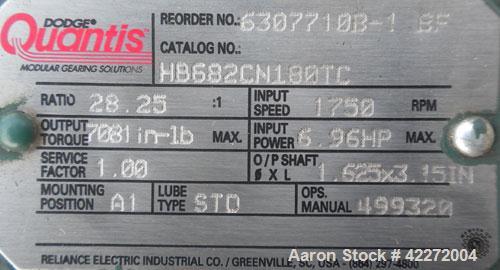 DODGE®
Quantis
MODULAR GEARING SOLUTIONS
REORDER NO. 6307710B-1 BF
CATALOG NO.
HB682CN180TC
RATIO 28.25 :1 INPUT SPEED 1750 RPM
OUTPUT TORQUE 7081in-lb MAX. INPUT POWER 6.96HP MAX.
SERVICE FACTOR 1.00 O/P SHAFT Ø X L 1.625x3.15IN
MOUNTING POSITION A1 LUBE TYPE STD OPS. MANUAL 499320
RELIANCE ELECTRIC INDUSTRIAL CO./ GREENVILLE, SC, USA - (864) 297-4800
Aaron Stock # 42272004